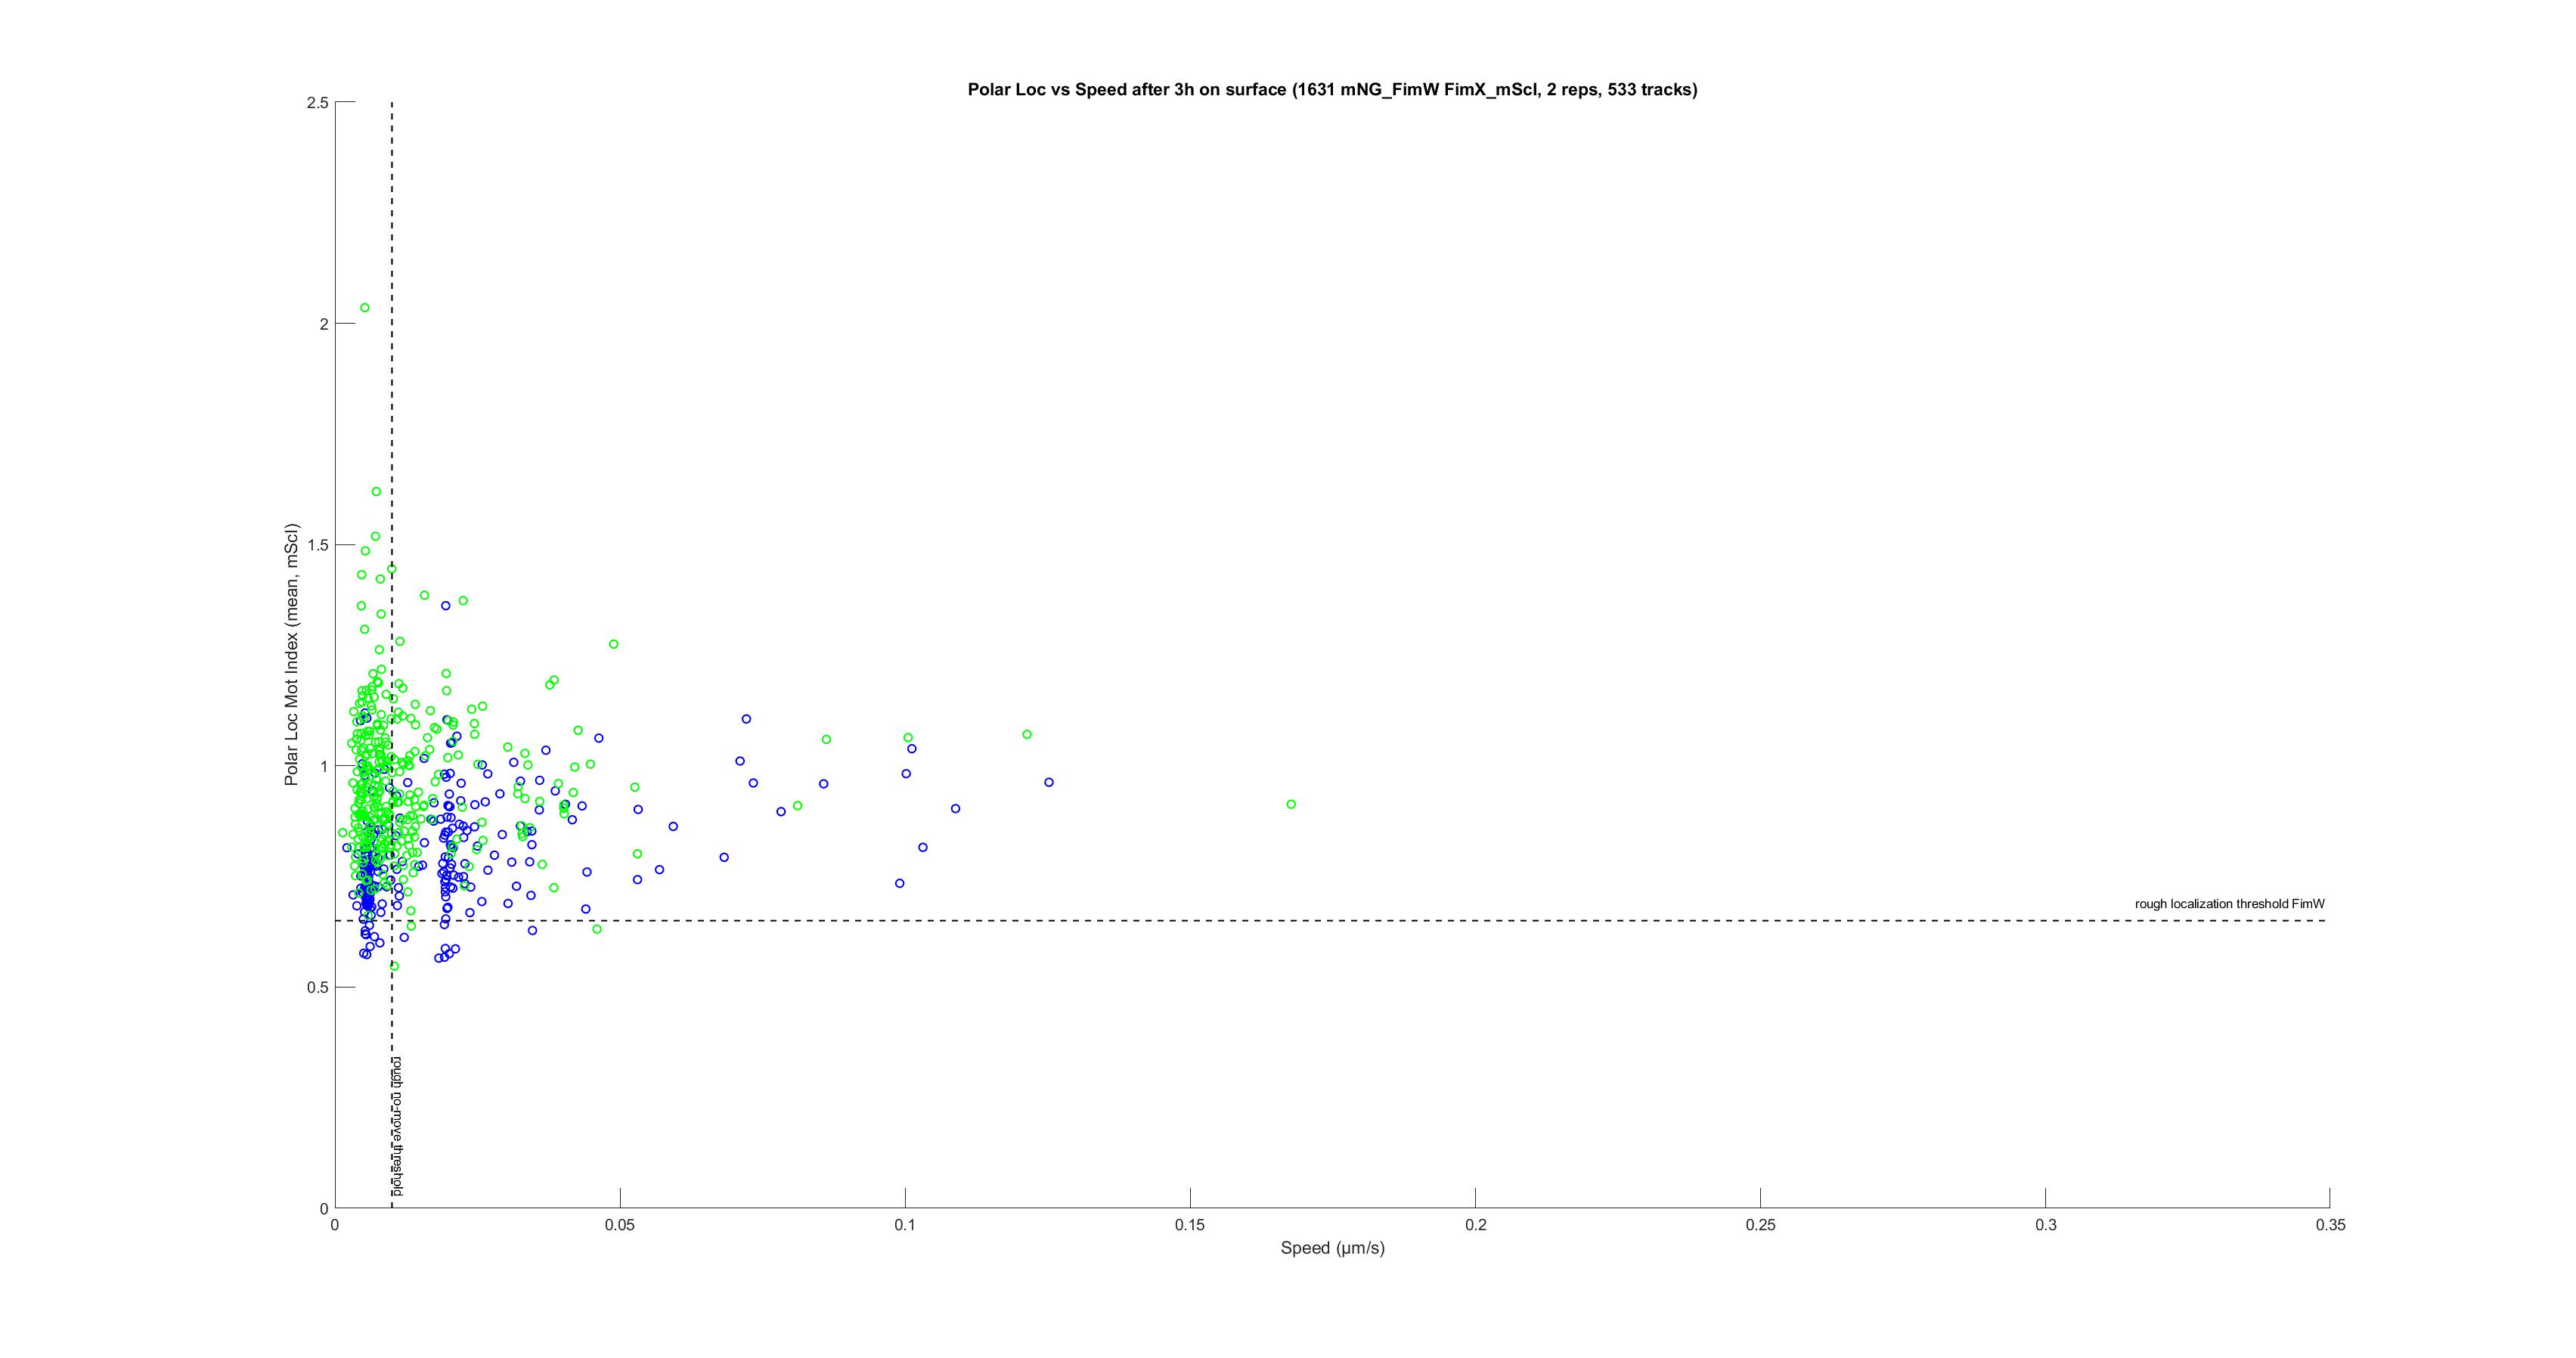 Polar Loc vs Speed after 3h on surface (1631 mNG_FimW FimX_mScI, 2 reps, 533 tracks)
2.5
2
1.5
1
0.5
0
Polar Loc Mot Index (mean, mScI)
rough localization threshold FimW
rough no-move threshold
0
0.05
0.1
0.15
0.2
0.25
0.3
0.35
Speed (µm/s)